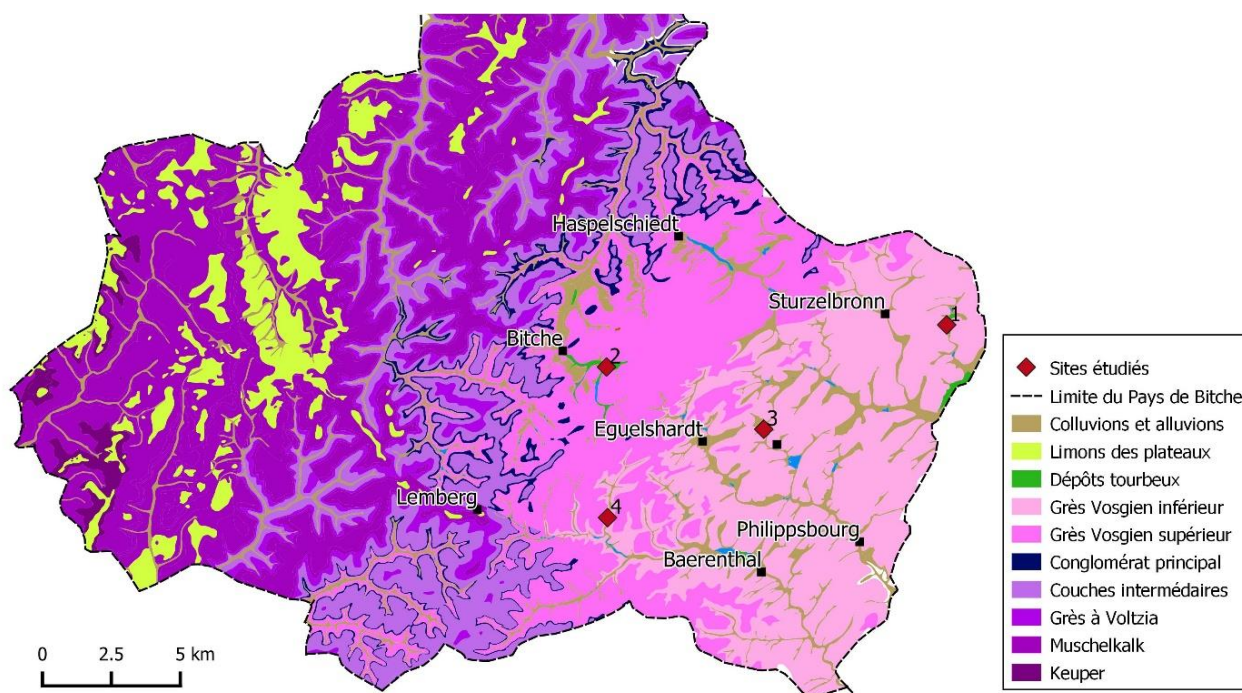 Haspelschiedt
Sturzelbronn
1
Bitche
2
Eguelshardt
3
Lemberg
4
Philippsbourg
Baerenthal
0 2.5 5 km
Sites étudiés
Limite du Pays de Bitche
Colluvions et alluvions
Limons des plateaux
Dépôts tourbeux
Grès Vosgien inférieur
Grès Vosgien supérieur
Conglomérat principal
Couches intermédaires
Grès à Voltzia
Muschelkalk
Keuper